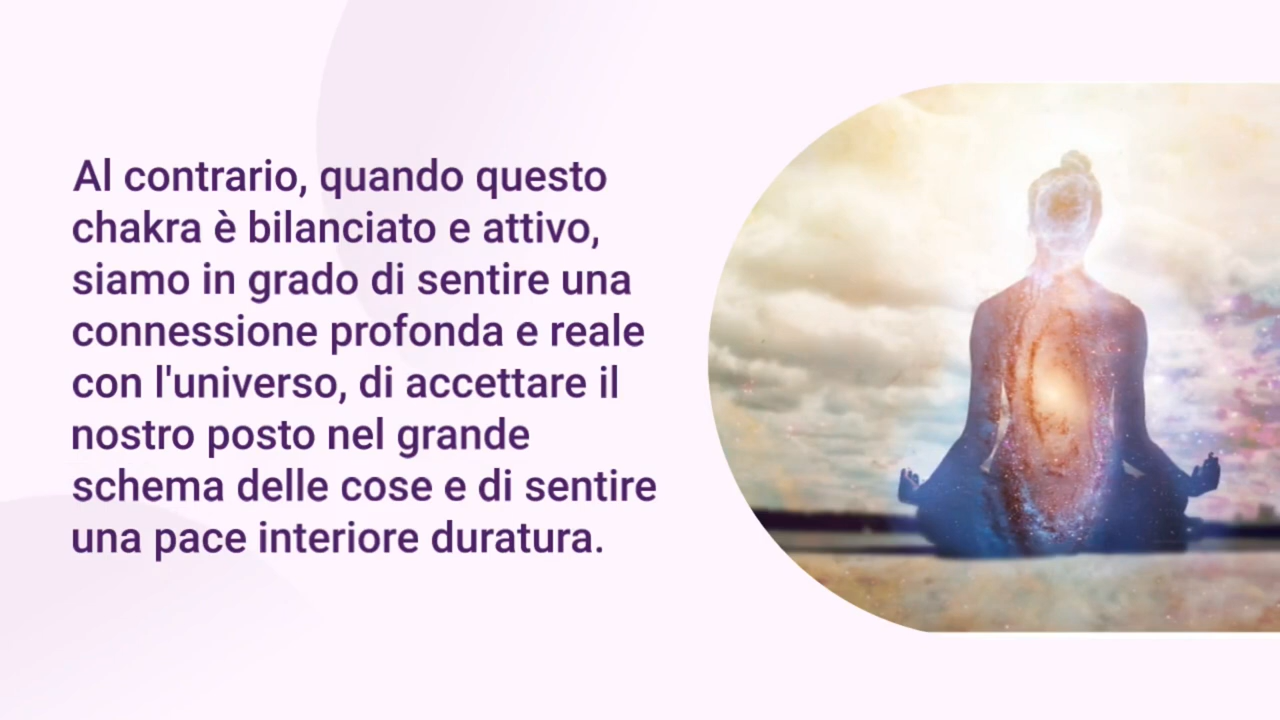 Al contrario, quando questo
chakra è bilanciato e attivo,
siamo in grado di sentire una
connessione profonda e reale
con l'universo, di accettare il
nostro posto nel grande
schema delle cose e di sentire
una pace interiore duratura.